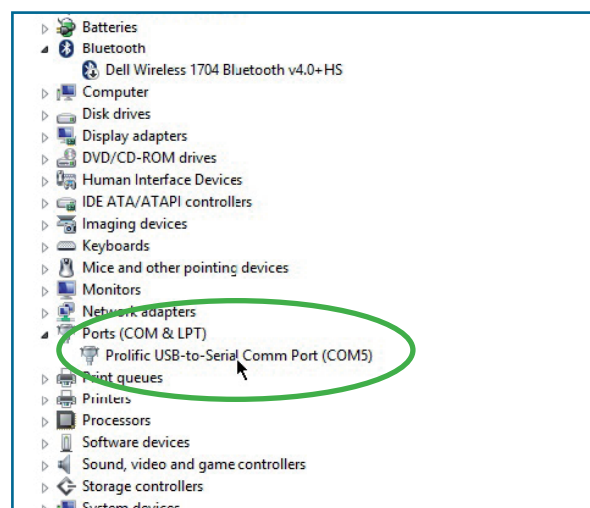 Batteries
Bluetooth
Dell Wireless 1704 Bluetooth v4.0+HS
Computer
Disk drives
Display adapters
DVD/CD-ROM drives
Human Interface Devices
IDE ATA/ATAPI controllers
Imaging devices
Keyboards
Mice and other pointing devices
Monitors
Network adapters
Ports (COM & LPT)
Prolific USB-to-Serial Comm Port (COM5)
Print queues
Printers
Processors
Software devices
Sound, video and game controllers
Storage controllers
System devices